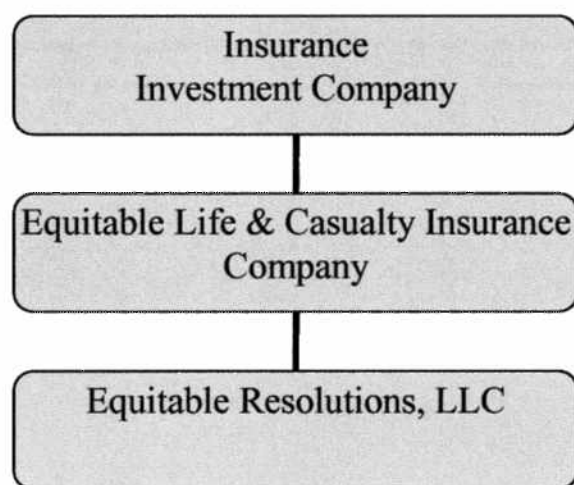 Insurance
Investment Company
Equitable Life & Casualty Insurance
Company
Equitable Resolutions, LLC